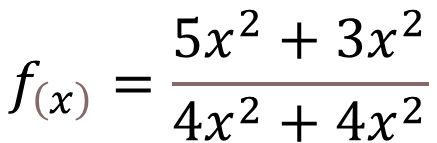 f(x) = (5x² + 3x²) / (4x² + 4x²)